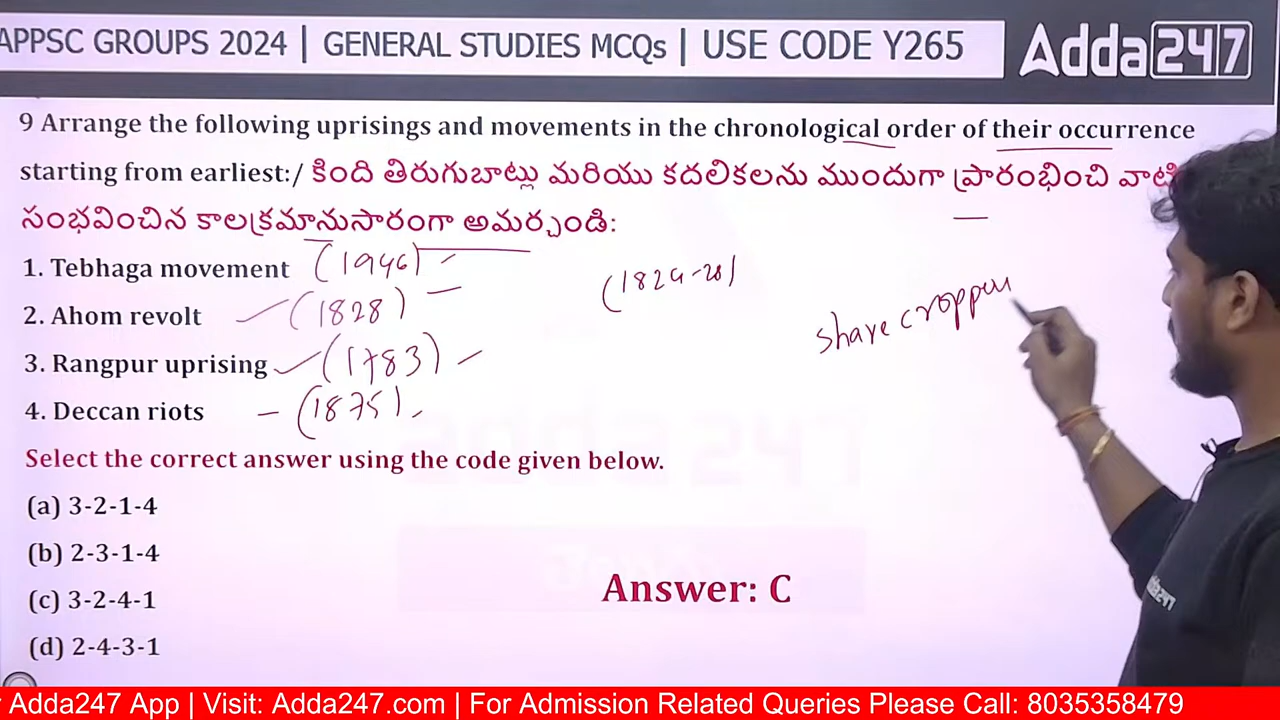 APPSC GROUPS 2024 | GENERAL STUDIES MCQs | USE CODE Y265
Adda247
9 Arrange the following uprisings and movements in the chronological order of their occurrence
starting from earliest:/ కింది తిరుగుబాట్లు మరియు కదలికలను ముందుగా ప్రారంభించి
సంభవించిన కాలక్రమానుసారంగా అమర్చండి:
1. Tebhaga movement (1946)
(1824-28)
2. Ahom revolt (1828)
share croppers
3. Rangpur uprising (1783)
4. Deccan riots (1875)
Select the correct answer using the code given below.
(a) 3-2-1-4
(b) 2-3-1-4
Answer: C
(c) 3-2-4-1
(d) 2-4-3-1
Adda247 App | Visit: Adda247.com | For Admission Related Queries Please Call: 8035358479